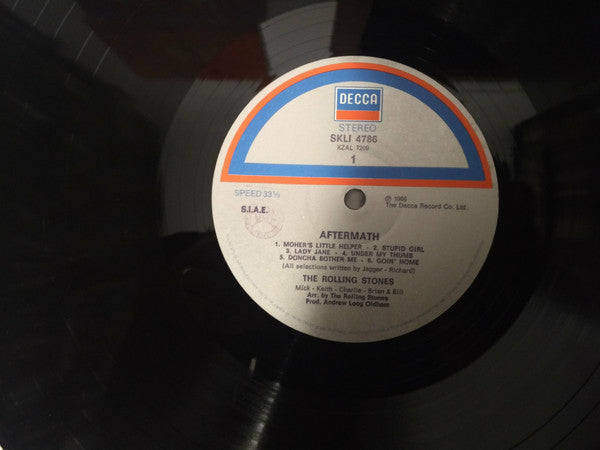 DECCA
STEREO
SKLI 4786
XZAL 7209
1
SPEED 33⅓
℗ 1966
The Decca Record Co. Ltd.
S.I.A.E.
AFTERMATH
1. MOHER'S LITTLE HELPER - 2. STUPID GIRL
3. LADY JANE - 4. UNDER MY THUMB
5. DONCHA BOTHER ME - 6. GOIN' HOME
(All selections written by Jagger - Richard)
THE ROLLING STONES
Mick - Keith - Charlie - Brian & Bill
Arr. by The Rolling Stones
Prod. Andrew Loog Oldham